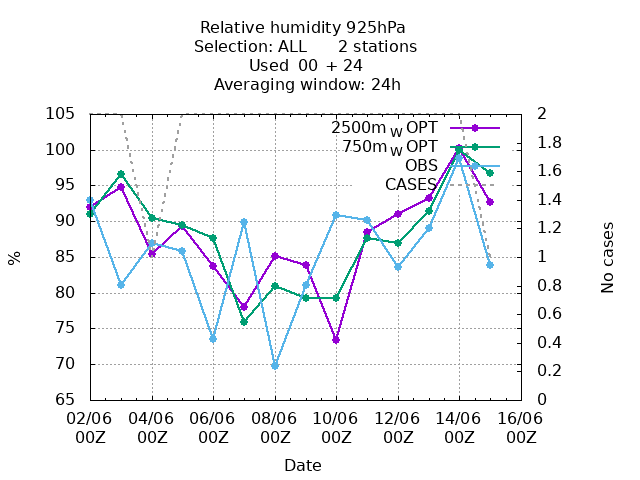 Relative humidity 925hPa
Selection: ALL 2 stations
Used 00 + 24
Averaging window: 24h
105
100
95
90
85
80
75
70
65
2
1.8
1.6
1.4
1.2
1
0.8
0.6
0.4
0.2
0
%
No cases
2500m W OPT
750m W OPT
OBS
CASES
02/06 04/06 06/06 08/06 10/06 12/06 14/06 16/06
00Z 00Z 00Z 00Z 00Z 00Z 00Z 00Z
Date